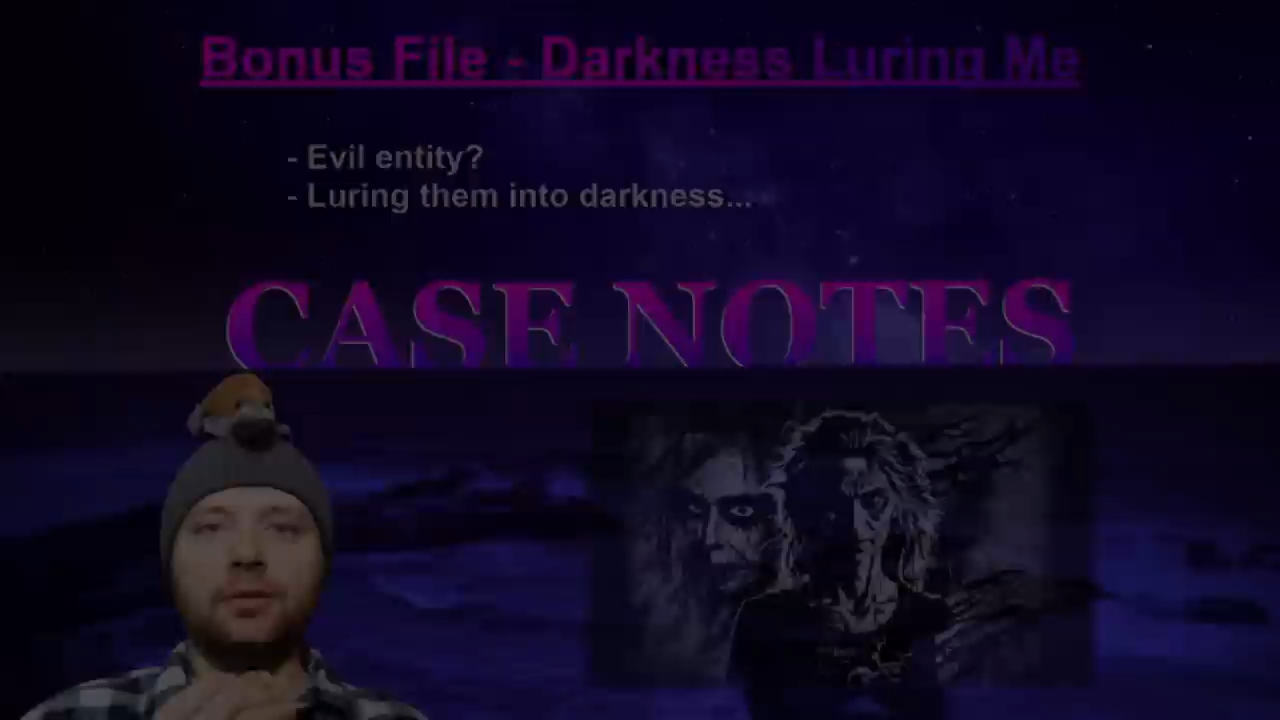 Bonus File - Darkness Luring Me
- Evil entity?
- Luring them into darkness...
CASE NOTES